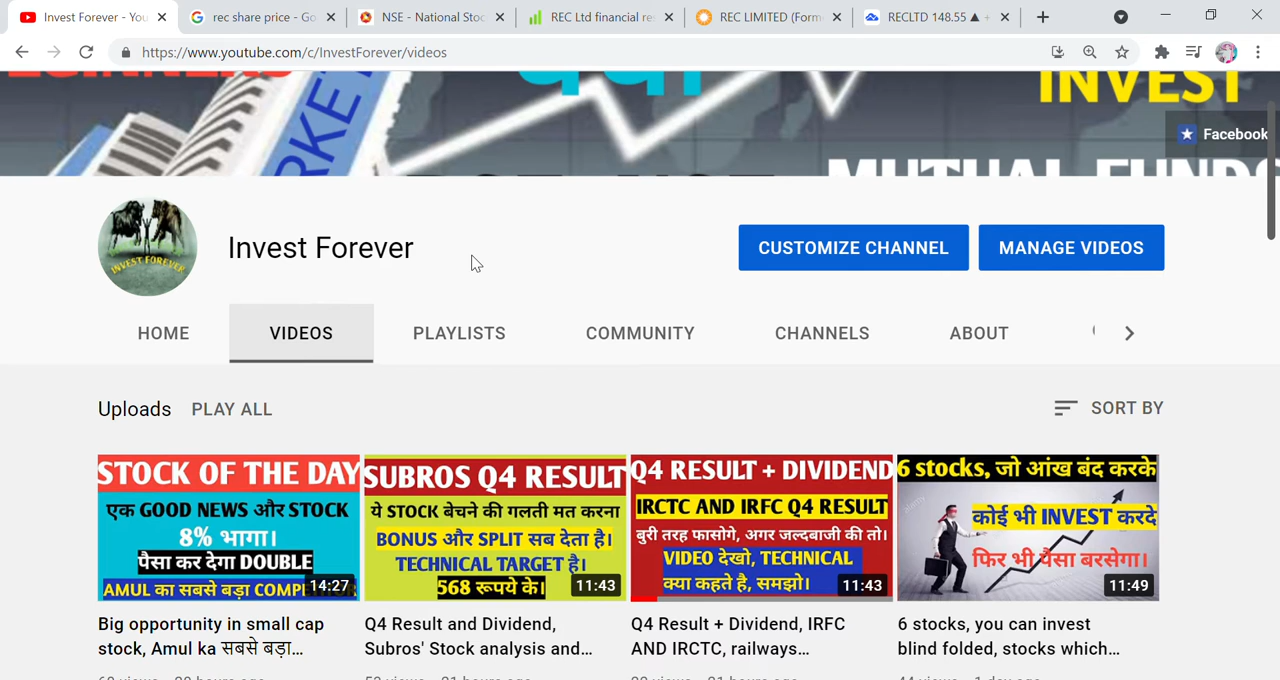 Invest Forever - You
rec share price - Go
NSE - National Stoc
REC Ltd financial re
REC LIMITED (Form
RECLTD 148.55 ▲ +
https://www.youtube.com/c/InvestForever/videos
MARKET
INVEST
Facebook
MUTUAL FUNDS
INVEST FOREVER
Invest Forever
CUSTOMIZE CHANNEL
MANAGE VIDEOS
HOME
VIDEOS
PLAYLISTS
COMMUNITY
CHANNELS
ABOUT
Uploads
PLAY ALL
SORT BY
STOCK OF THE DAY
एक GOOD NEWS और STOCK
8% भागा।
पैसा कर देगा DOUBLE
AMUL का सबसे बड़ा COMPE
14:27
SUBROS Q4 RESULT
ये STOCK बेचने की गलती मत करना
BONUS और SPLIT सब देता है।
TECHNICAL TARGET है।
568 रूपये के।
11:43
Q4 RESULT + DIVIDEND
IRCTC AND IRFC Q4 RESULT
बुरी तरह फासोगे, अगर जल्दबाजी की तो।
VIDEO देखो, TECHNICAL
क्या कहते है, समझो।
11:43
6 stocks, जो आंख बंद करके
कोई भी INVEST करदे
फिर भी पैसा बरसेगा।
11:49
Big opportunity in small cap
stock, Amul ka सबसे बड़ा...
Q4 Result and Dividend,
Subros' Stock analysis and...
Q4 Result + Dividend, IRFC
AND IRCTC, railways...
6 stocks, you can invest
blind folded, stocks which...